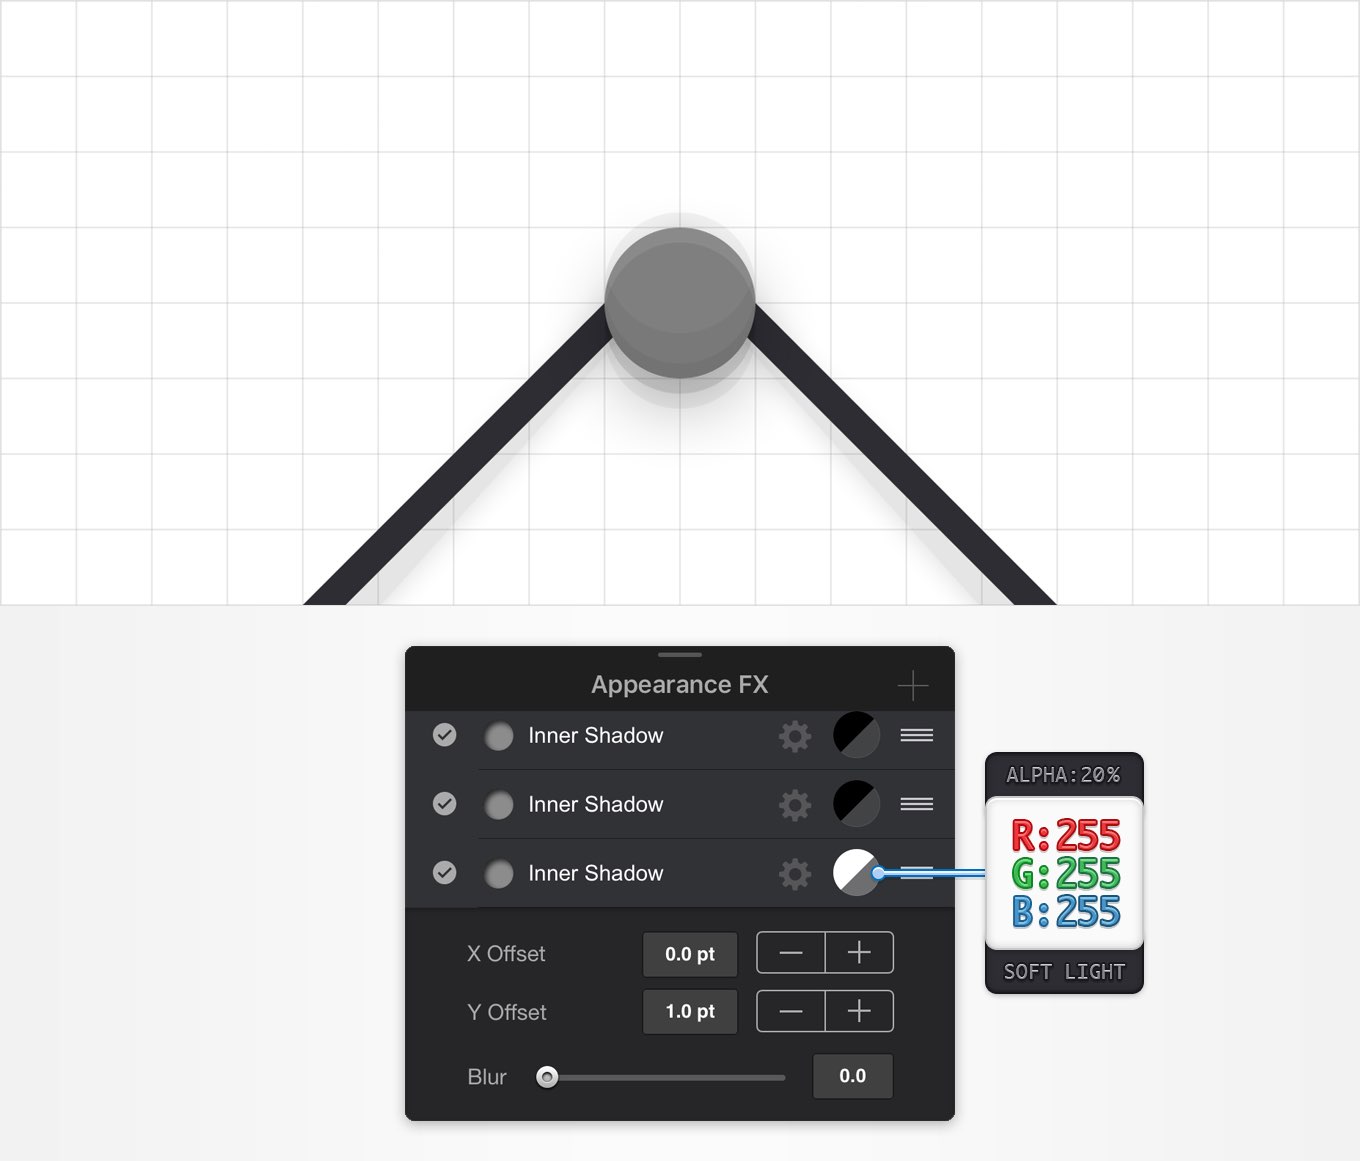 Appearance FX
Inner Shadow
Inner Shadow
Inner Shadow
ALPHA:20%
R:255
G:255
B:255
SOFT LIGHT
X Offset 0.0 pt
Y Offset 1.0 pt
Blur 0.0